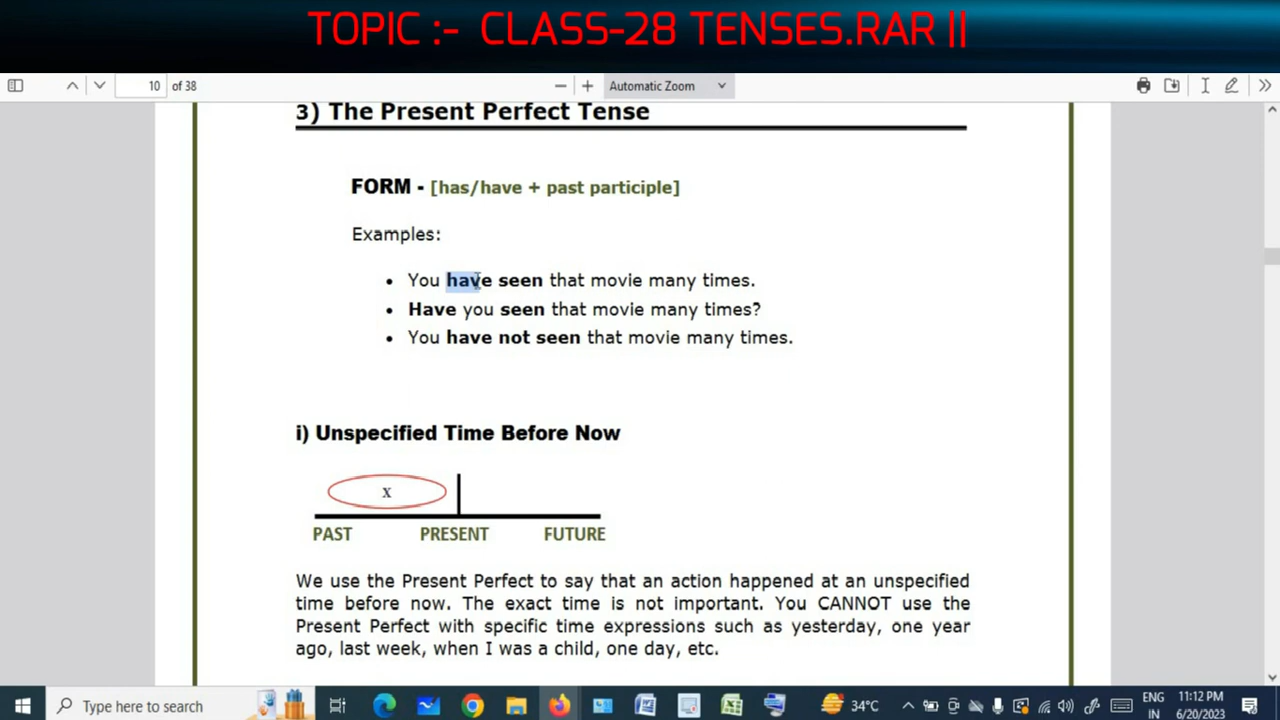 TOPIC :- CLASS-28 TENSES.RAR ||
10 of 38
Automatic Zoom
3) The Present Perfect Tense
FORM - [has/have + past participle]
Examples:
• You have seen that movie many times.
• Have you seen that movie many times?
• You have not seen that movie many times.
i) Unspecified Time Before Now
x
PAST PRESENT FUTURE
We use the Present Perfect to say that an action happened at an unspecified
time before now. The exact time is not important. You CANNOT use the
Present Perfect with specific time expressions such as yesterday, one year
ago, last week, when I was a child, one day, etc.
Type here to search
34°C
ENG
IN
11:12 PM
6/20/2023